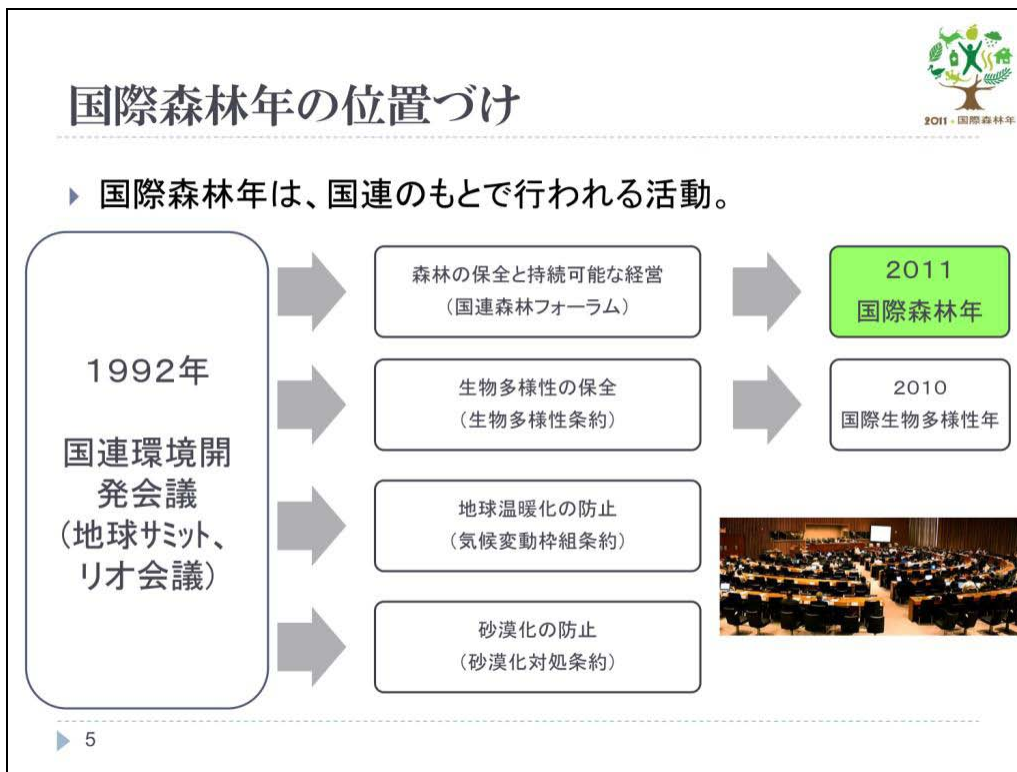 国際森林年の位置づけ
2011・国際森林年
国際森林年は、国連のもとで行われる活動。
1992年
国連環境開
発会議
(地球サミット、
リオ会議)
森林の保全と持続可能な経営
(国連森林フォーラム)
2011
国際森林年
生物多様性の保全
(生物多様性条約)
2010
国際生物多様性年
地球温暖化の防止
(気候変動枠組条約)
砂漠化の防止
(砂漠化対処条約)
5